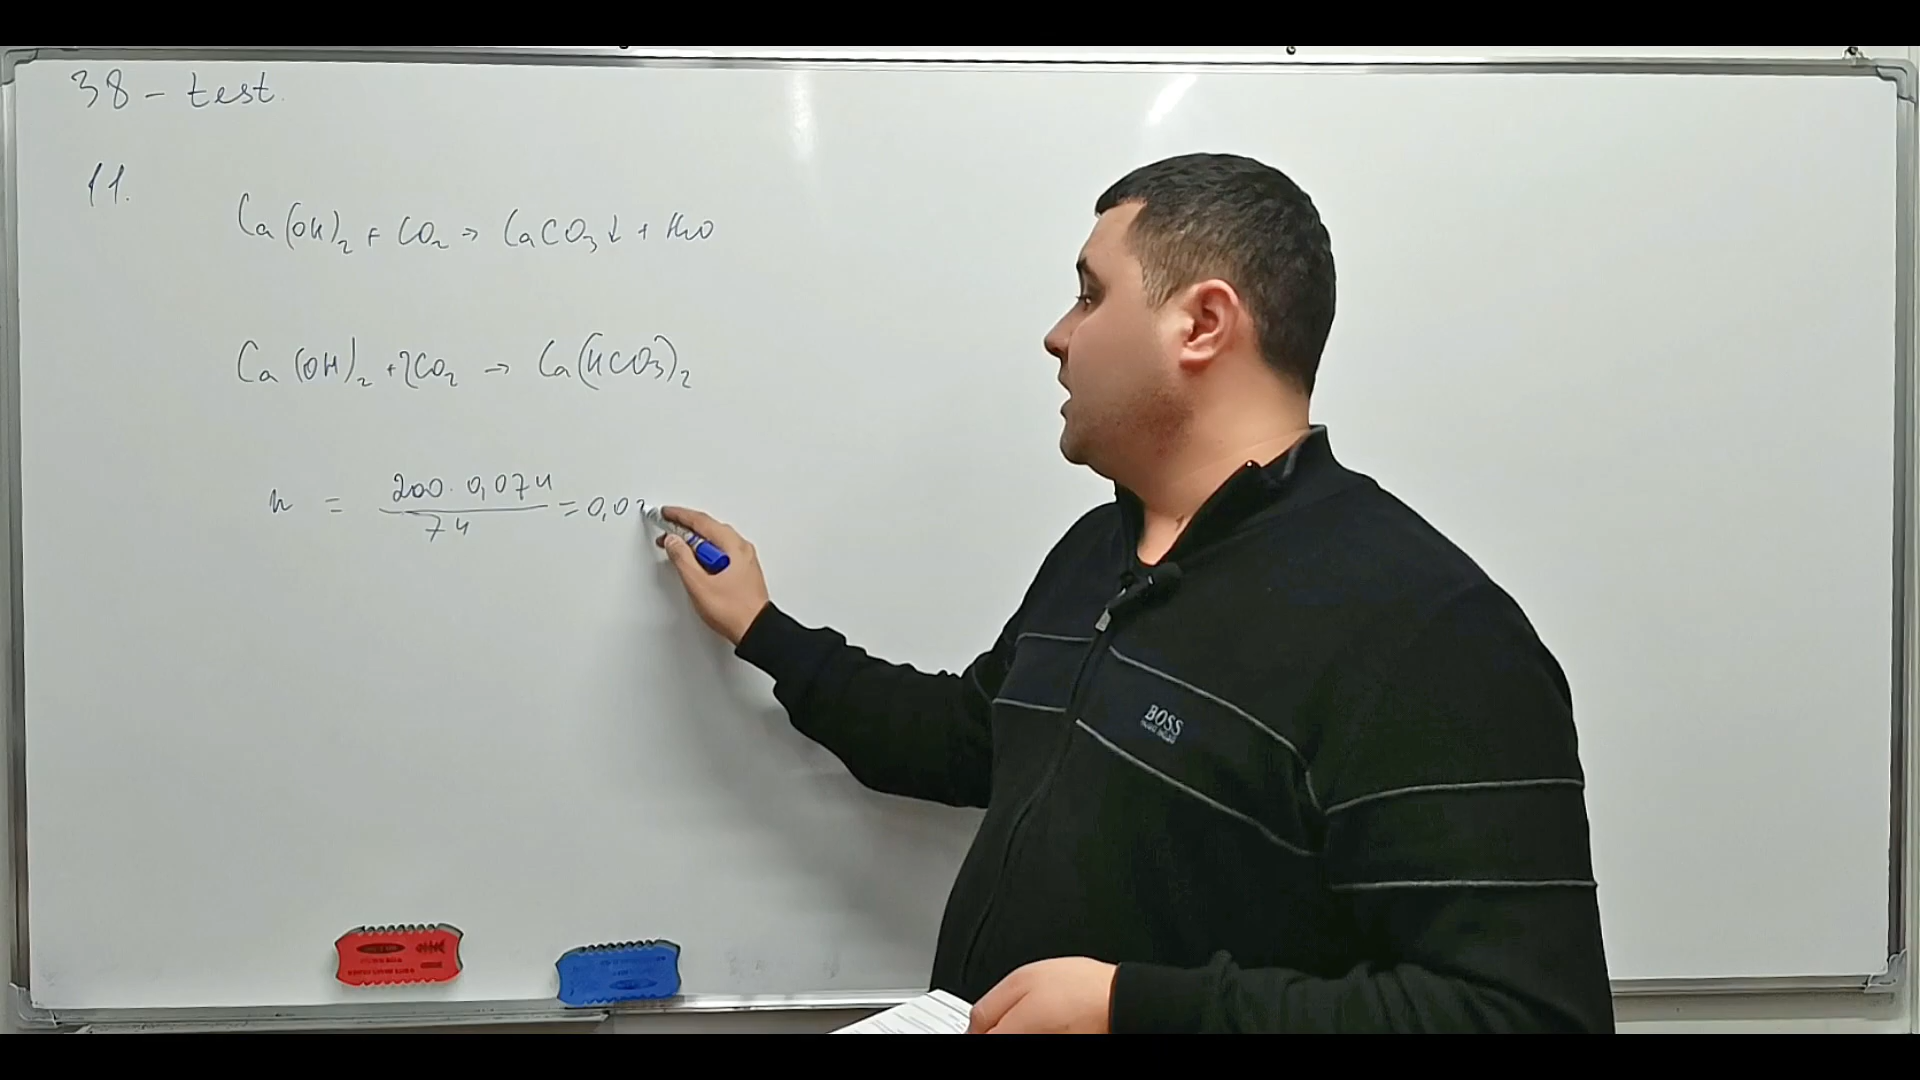 38 - test.
11.
Ca(OH)₂ + CO₂ → CaCO₃↓ + H₂O
Ca(OH)₂ + 2CO₂ → Ca(HCO₃)₂
n = 200 · 0,074 / 74 = 0,02
BOSS